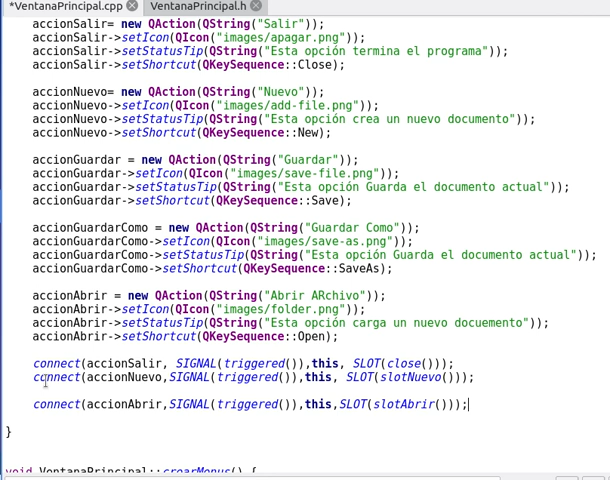 *VentanaPrincipal.cpp VentanaPrincipal.h
accionSalir= new QAction(QString("Salir"));
accionSalir->setIcon(QIcon("images/apagar.png"));
accionSalir->setStatusTip(QString("Esta opción termina el programa"));
accionSalir->setShortcut(QKeySequence::Close);
accionNuevo= new QAction(QString("Nuevo"));
accionNuevo->setIcon(QIcon("images/add-file.png"));
accionNuevo->setStatusTip(QString("Esta opción crea un nuevo documento"));
accionNuevo->setShortcut(QKeySequence::New);
accionGuardar = new QAction(QString("Guardar"));
accionGuardar->setIcon(QIcon("images/save-file.png"));
accionGuardar->setStatusTip(QString("Esta opción Guarda el documento actual"));
accionGuardar->setShortcut(QKeySequence::Save);
accionGuardarComo = new QAction(QString("Guardar Como"));
accionGuardarComo->setIcon(QIcon("images/save-as.png"));
accionGuardarComo->setStatusTip(QString("Esta opción Guarda el documento actual"));
accionGuardarComo->setShortcut(QKeySequence::SaveAs);
accionAbrir = new QAction(QString("Abrir ARchivo"));
accionAbrir->setIcon(QIcon("images/folder.png"));
accionAbrir->setStatusTip(QString("Esta opción carga un nuevo docuemento"));
accionAbrir->setShortcut(QKeySequence::Open);
connect(accionSalir, SIGNAL(triggered()),this, SLOT(close()));
connect(accionNuevo,SIGNAL(triggered()),this, SLOT(slotNuevo()));
connect(accionAbrir,SIGNAL(triggered()),this,SLOT(slotAbrir()));
}
void VentanaPrincipal::crearMenus() {